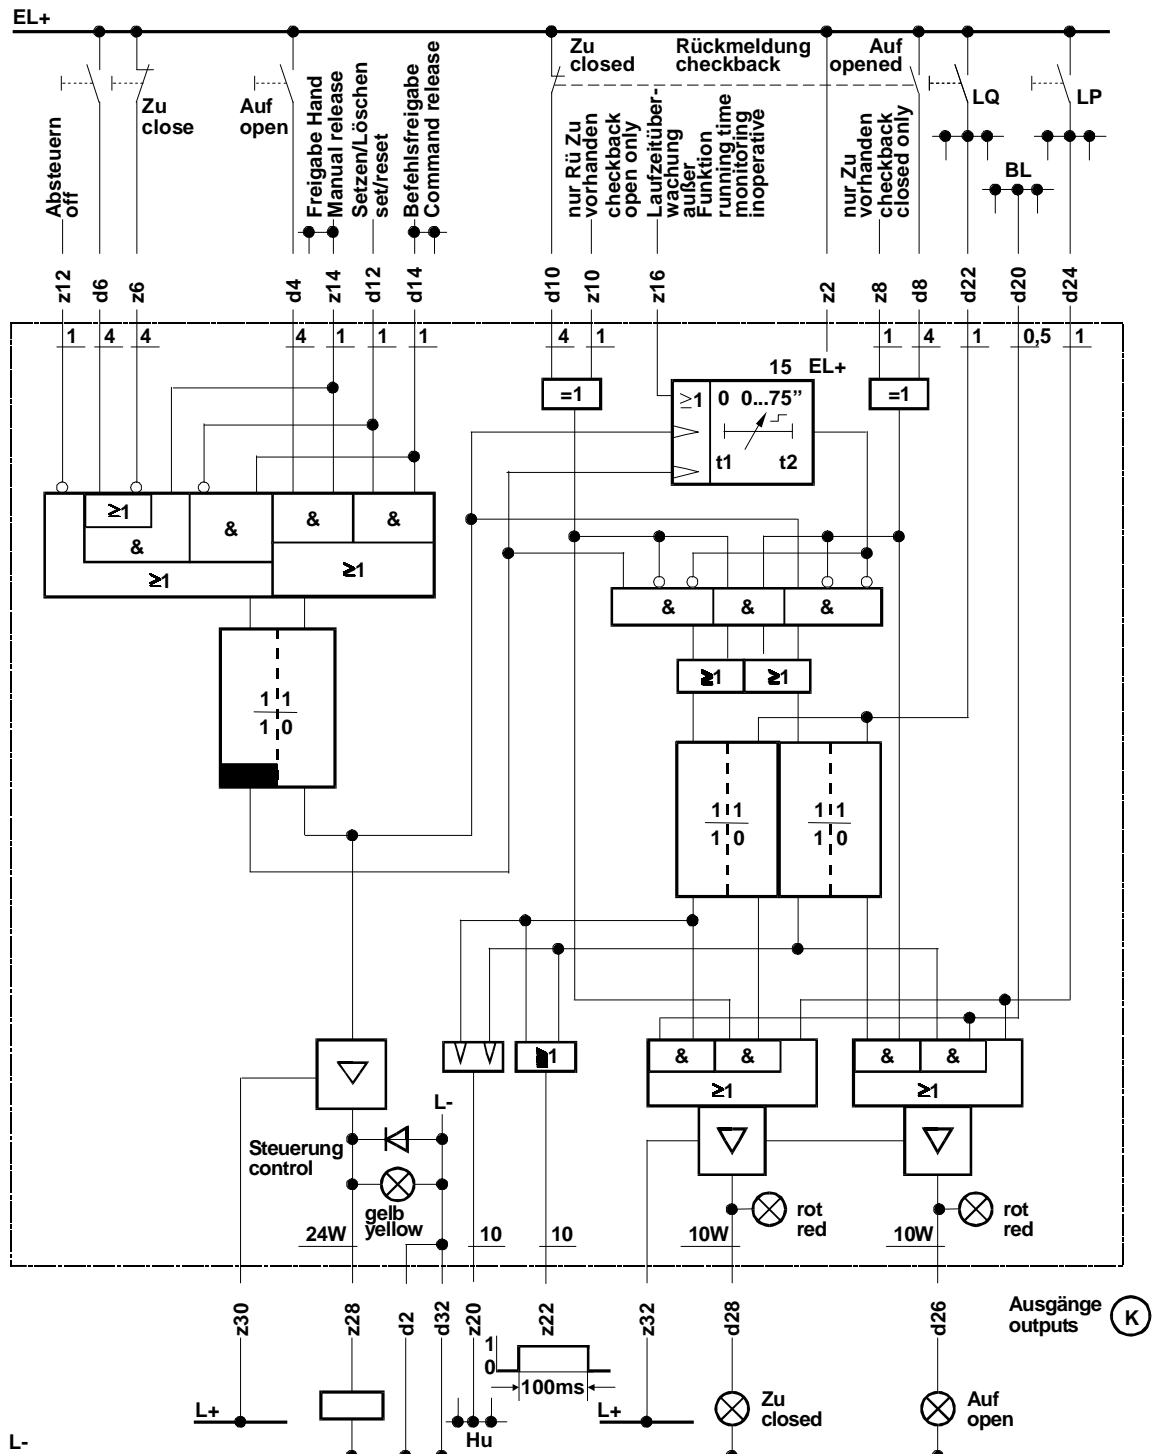 EL+
Zu
close
Auf
open
Zu
closed
Rückmeldung
checkback
Auf
opened
LQ
LP
BL
Absteuern
off
Freigabe Hand
Manual release
Setzen/Löschen
set/reset
Befehlsfreigabe
Command release
nur Rü Zu
vorhanden
checkback
open only
Laufzeitüber-
wachung
außer
Funktion
running time
monitoring
inoperative
nur Zu
vorhanden
checkback
closed only
z12 d6 z6 d4 z14 d12 d14 d10 z10 z16 z2 z8 d8 d22 d20 d24
1 4 4 4 1 1 1 4 1 1 4 1 0,5 1
15 EL+
=1 ≥1 0 0...75” =1
t1 t2
≥1 & & &
&
≥1 ≥1
& & &
≥1 ≥1
1 1
1 0
1 1
1 0
1 1
1 0
1
& & & &
≥1 ≥1
L-
Steuerung
control
gelb
yellow
rot
red
rot
red
24W 10 10 10W 10W
z30 z28 d2 d32 z20 z22 z32 d28 d26
Ausgänge
outputs
K
1
0
100ms
L+ L+
Hu
Zu
closed
Auf
open
L-